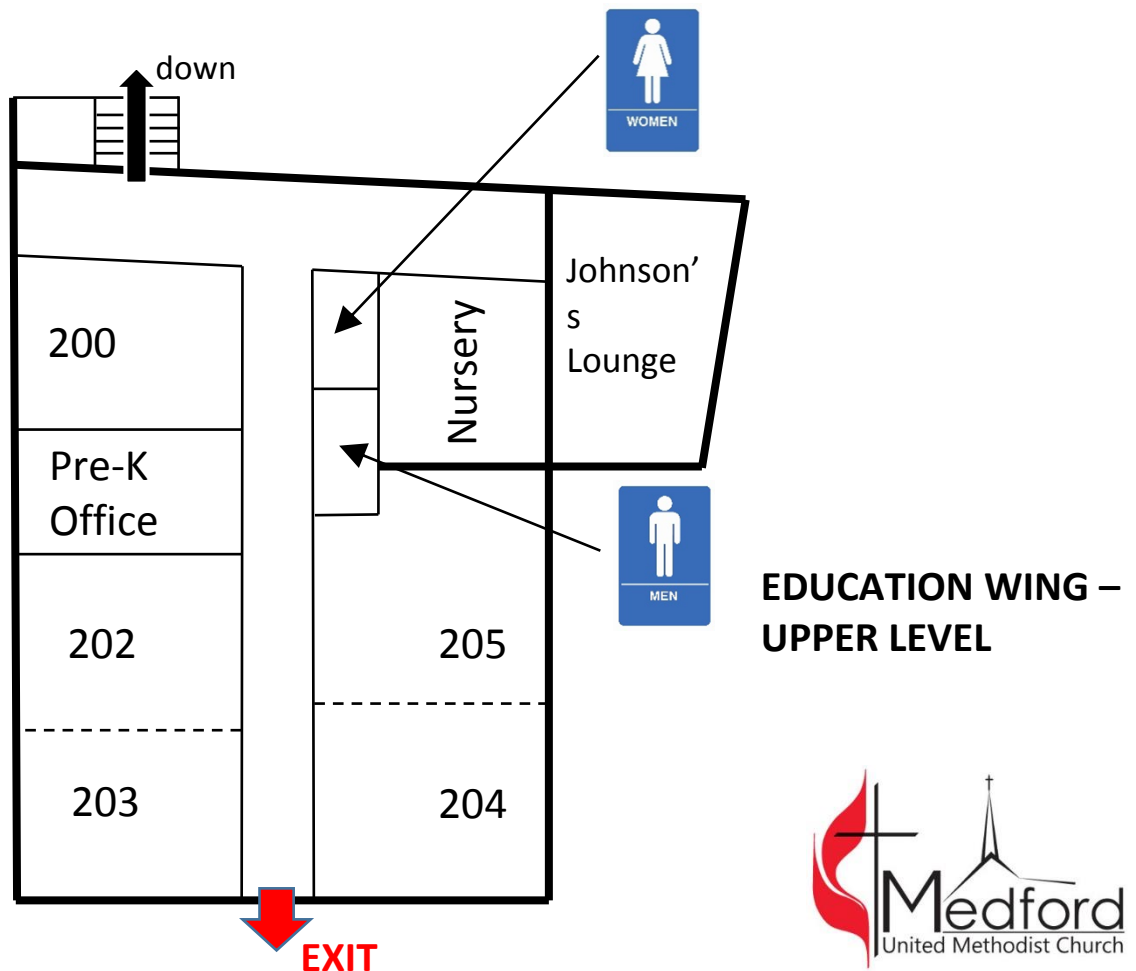 down
WOMEN
Johnson’
s
Lounge
200
Nursery
Pre-K
Office
MEN
EDUCATION WING –
UPPER LEVEL
202
205
203
204
EXIT
Medford
United Methodist Church